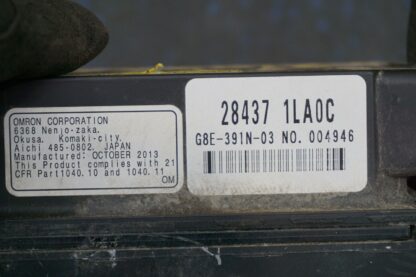 OMRON CORPORATION
6368 Nenjo-zaka,
Okusa, Komaki-city,
Aichi 485-0802, JAPAN
Manufactured: OCTOBER 2013
This Product complies with 21
CFR Part1040.10 and 1040.11
OM
28437 1LA0C
G8E-391N-03 NO. 004946